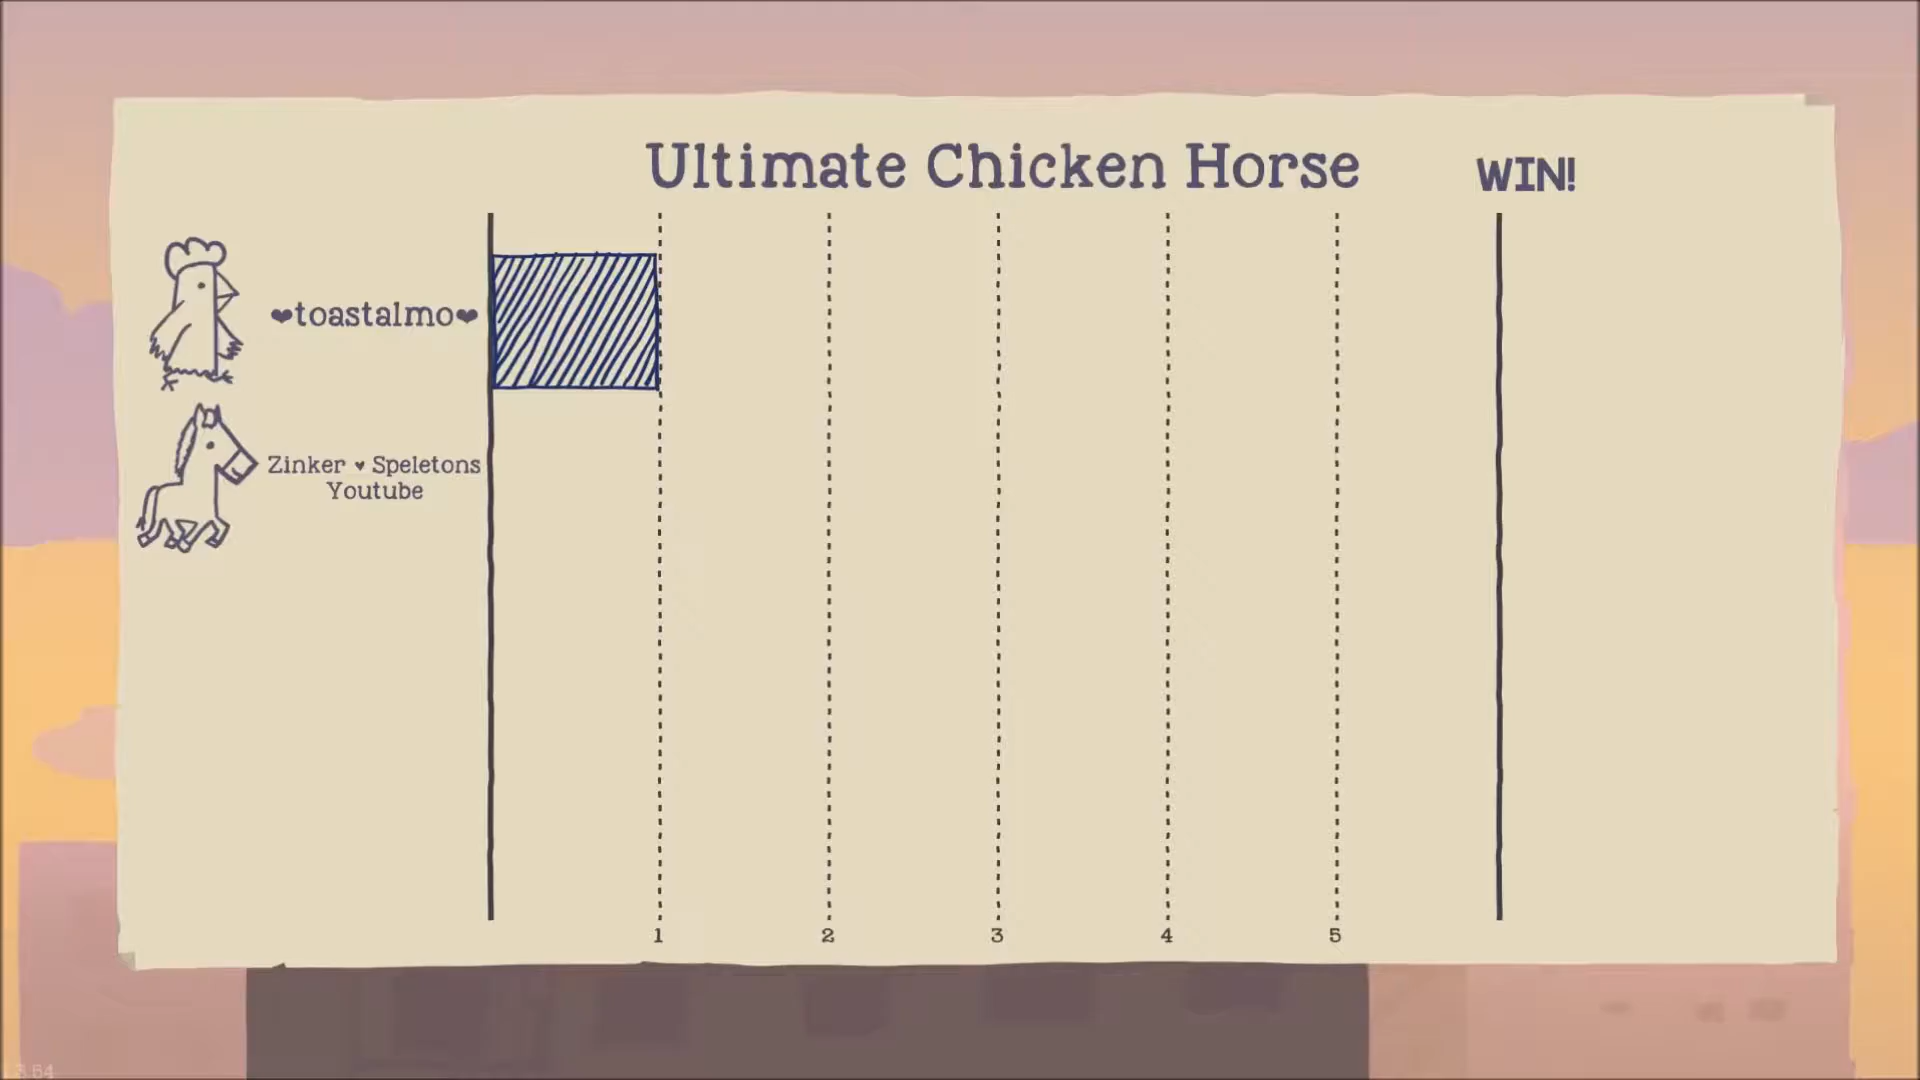 Ultimate Chicken Horse
WIN!
❤toastalmo❤
Zinker ♥ Speletons
Youtube
1 2 3 4 5